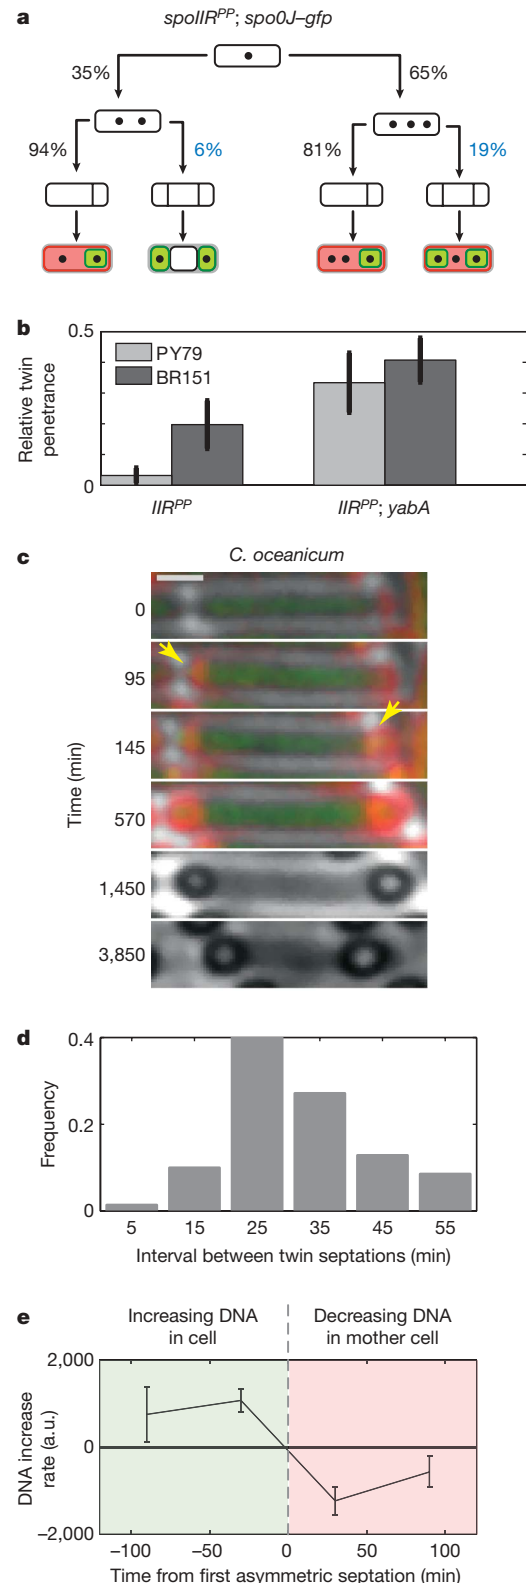 a
spoIIR^PP; spo0J–gfp
35%
65%
94%
6%
81%
19%
b
Relative twin
penetrance
0.5
0
PY79
BR151
IIR^PP
IIR^PP; yabA
c
C. oceanicum
Time (min)
0
95
145
570
1,450
3,850
d
Frequency
0.4
0.2
0
5 15 25 35 45 55
Interval between twin septations (min)
e
Increasing DNA
in cell
Decreasing DNA
in mother cell
DNA increase
rate (a.u.)
2,000
0
–2,000
–100 –50 0 50 100
Time from first asymmetric septation (min)